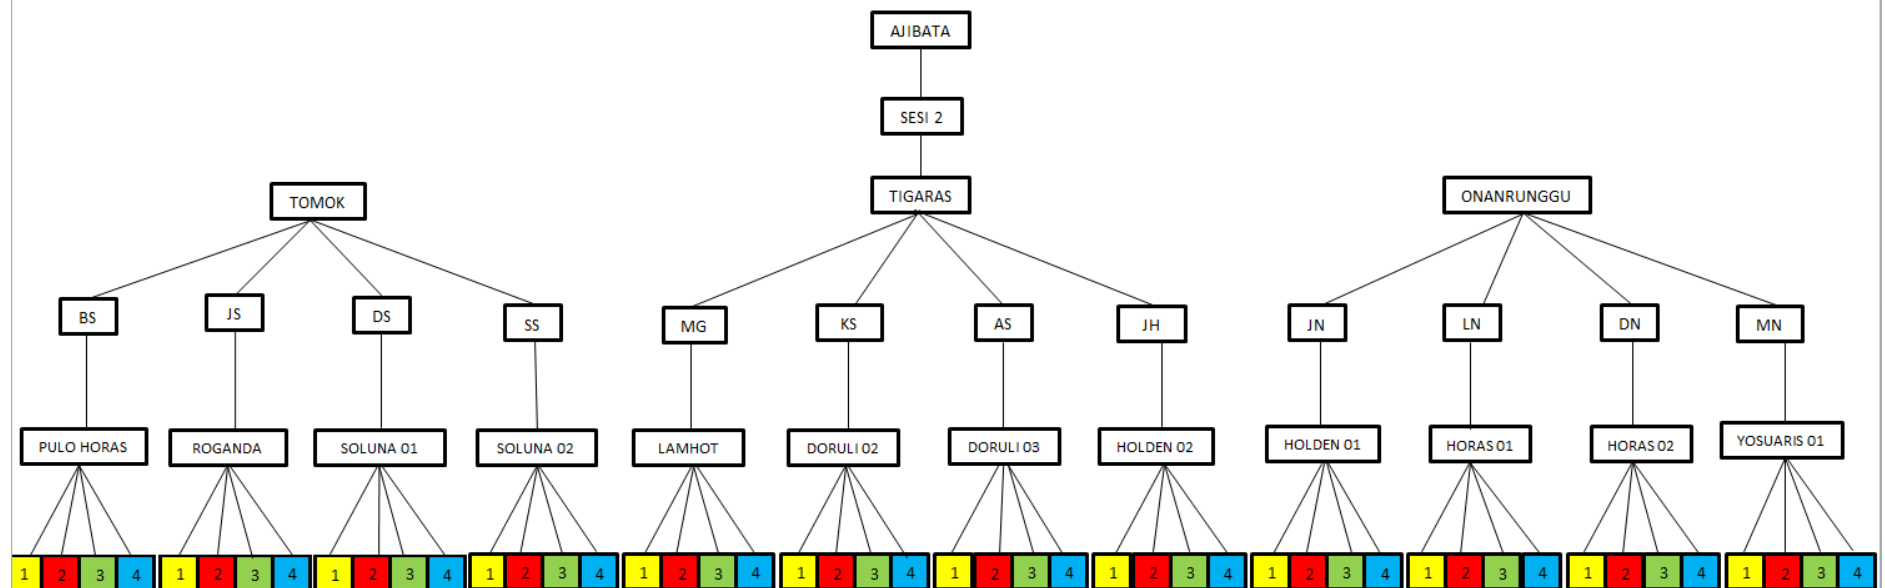 AJIBATA
SESI 2
TOMOK
TIGARAS
ONANRUNGGU
BS
JS
DS
SS
MG
KS
AS
JH
JN
LN
DN
MN
PULO HORAS
ROGANDA
SOLUNA 01
SOLUNA 02
LAMHOT
DORULI 02
DORULI 03
HOLDEN 02
HOLDEN 01
HORAS 01
HORAS 02
YOSUARIS 01
1 2 3 4
1 2 3 4
1 2 3 4
1 2 3 4
1 2 3 4
1 2 3 4
1 2 3 4
1 2 3 4
1 2 3 4
1 2 3 4
1 2 3 4
1 2 3 4